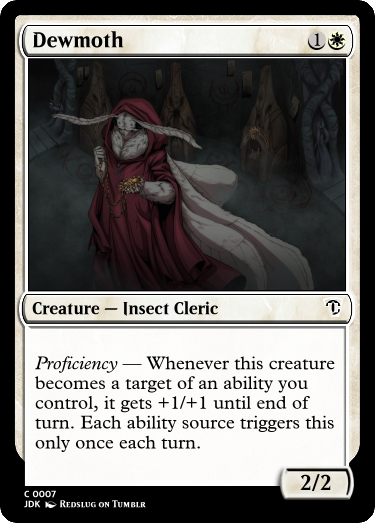 Dewmoth 1
Creature — Insect Cleric
Proficiency — Whenever this creature
becomes a target of an ability you
control, it gets +1/+1 until end of
turn. Each ability source triggers this
only once each turn.
2/2
C 0007
JDK Redslug on Tumblr